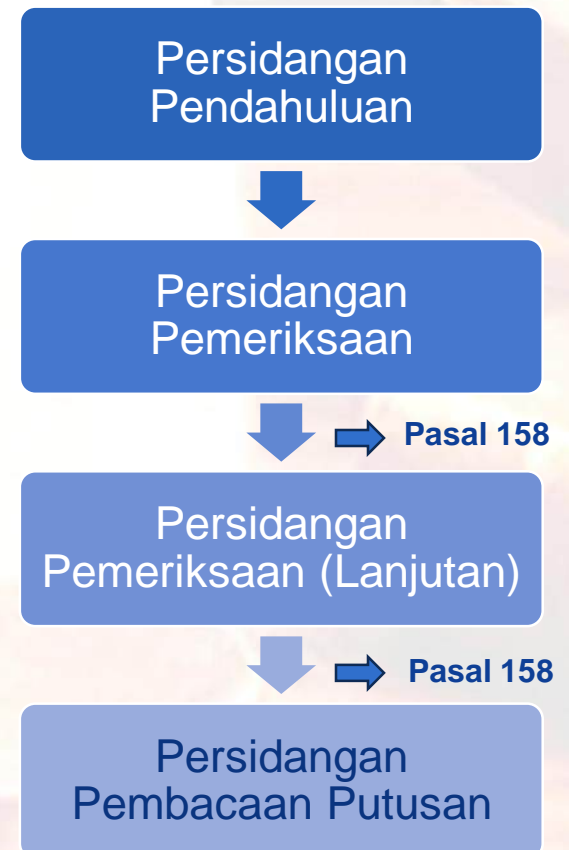 Persidangan
Pendahuluan
Persidangan
Pemeriksaan
Pasal 158
Persidangan
Pemeriksaan (Lanjutan)
Pasal 158
Persidangan
Pembacaan Putusan